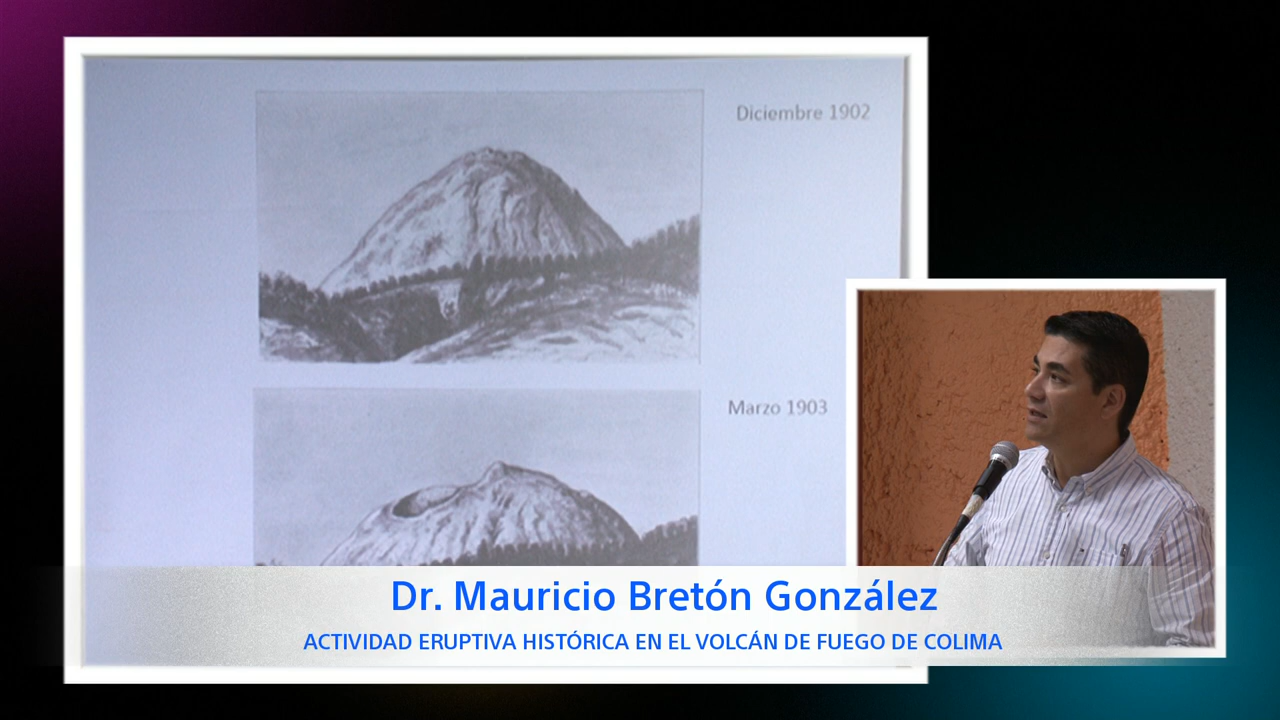 Diciembre 1902
Marzo 1903
Dr. Mauricio Bretón González
ACTIVIDAD ERUPTIVA HISTÓRICA EN EL VOLCÁN DE FUEGO DE COLIMA